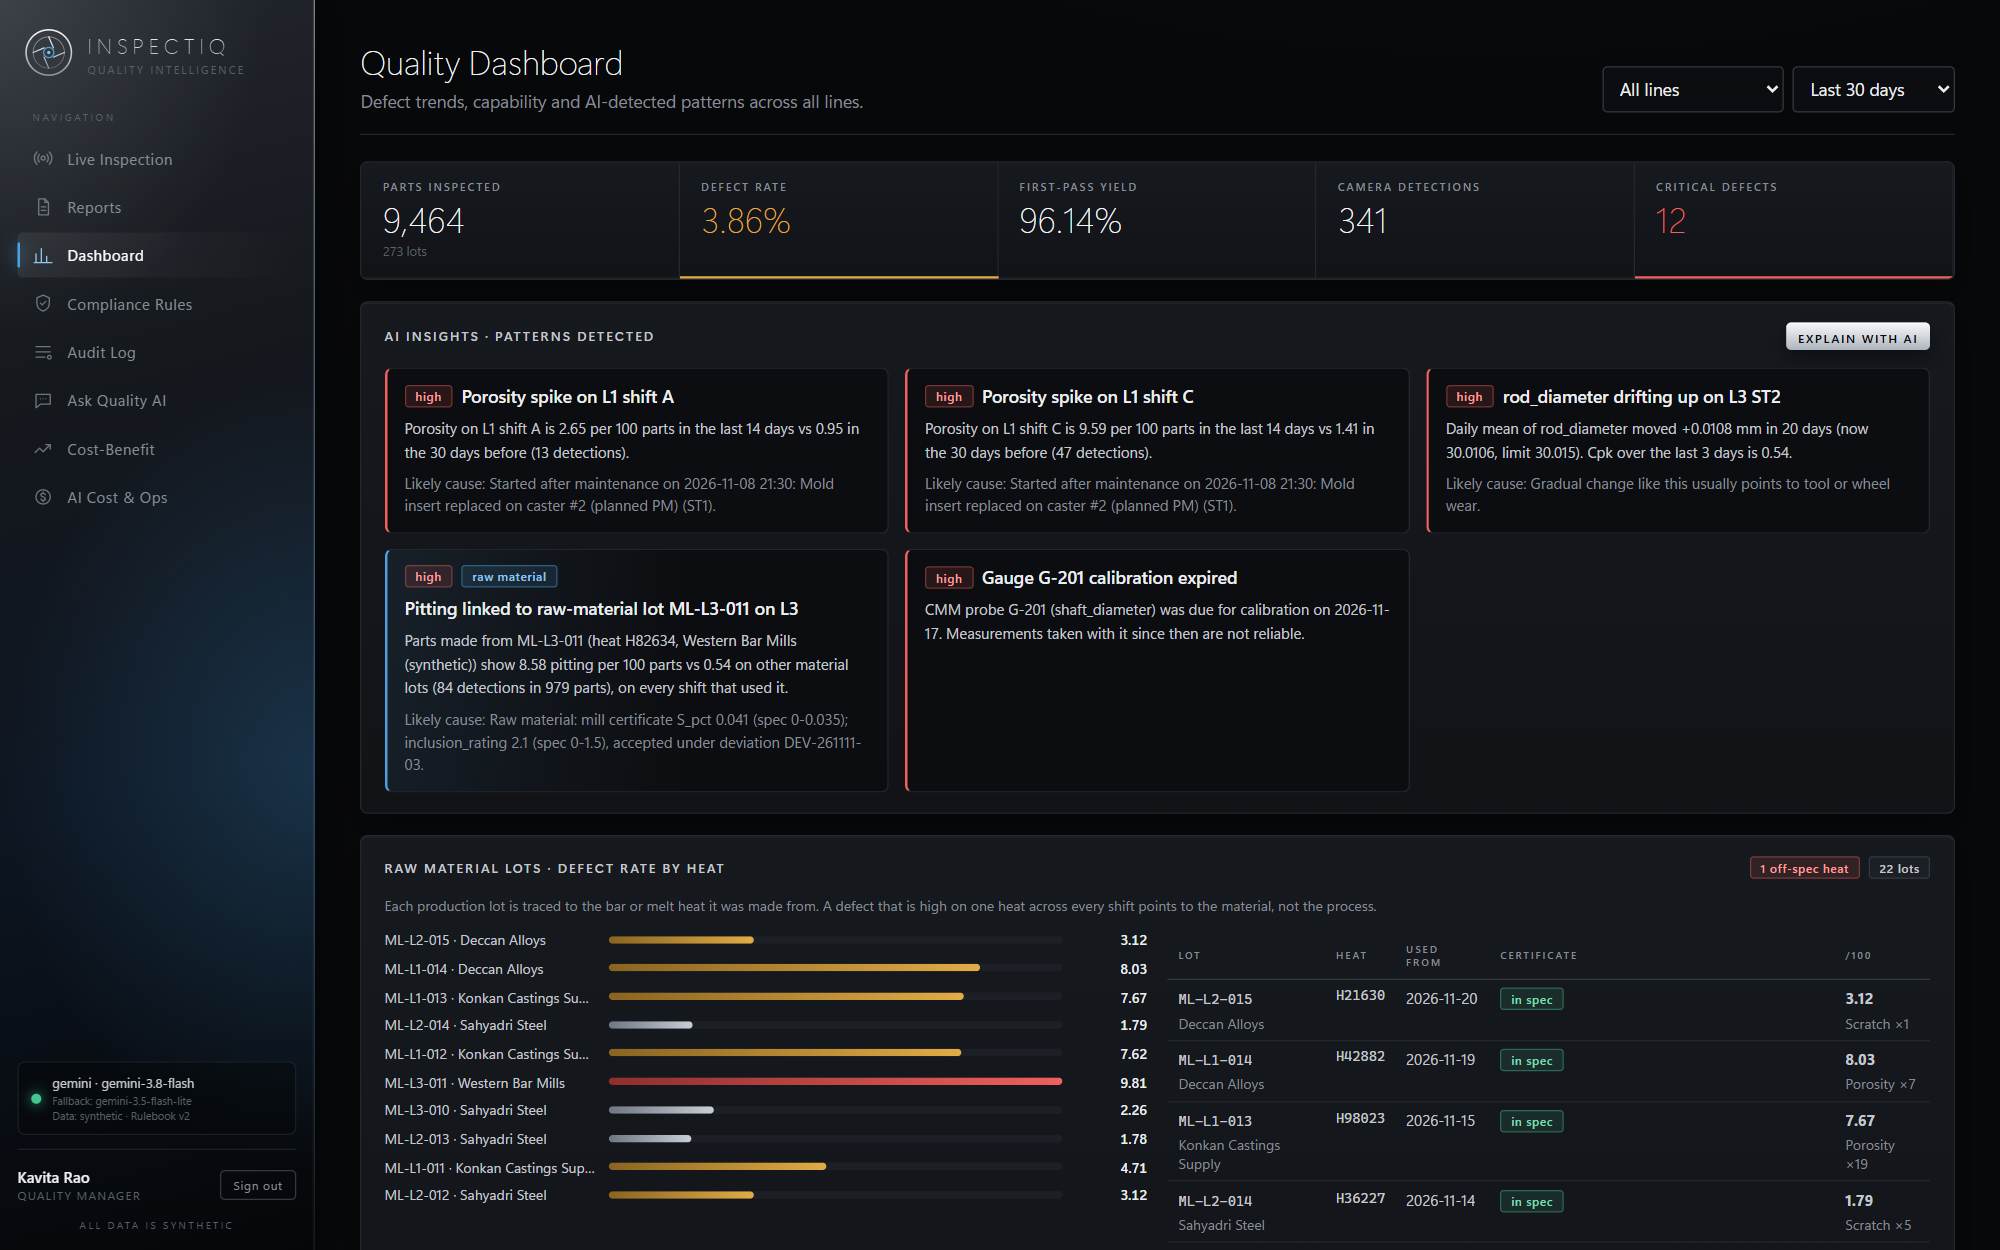 INSPECTIQ
QUALITY INTELLIGENCE
NAVIGATION
Live Inspection
Reports
Dashboard
Compliance Rules
Audit Log
Ask Quality AI
Cost-Benefit
AI Cost & Ops
gemini · gemini-3.8-flash
Fallback: gemini-3.5-flash-lite
Data: synthetic · Rulebook v2
Kavita Rao
QUALITY MANAGER
Sign out
ALL DATA IS SYNTHETIC
Quality Dashboard
Defect trends, capability and AI-detected patterns across all lines.
All lines
Last 30 days
PARTS INSPECTED
9,464
273 lots
DEFECT RATE
3.86%
FIRST-PASS YIELD
96.14%
CAMERA DETECTIONS
341
CRITICAL DEFECTS
12
AI INSIGHTS · PATTERNS DETECTED
EXPLAIN WITH AI
high Porosity spike on L1 shift A
Porosity on L1 shift A is 2.65 per 100 parts in the last 14 days vs 0.95 in
the 30 days before (13 detections).
Likely cause: Started after maintenance on 2026-11-08 21:30: Mold
insert replaced on caster #2 (planned PM) (ST1).
high Porosity spike on L1 shift C
Porosity on L1 shift C is 9.59 per 100 parts in the last 14 days vs 1.41 in
the 30 days before (47 detections).
Likely cause: Started after maintenance on 2026-11-08 21:30: Mold
insert replaced on caster #2 (planned PM) (ST1).
high rod_diameter drifting up on L3 ST2
Daily mean of rod_diameter moved +0.0108 mm in 20 days (now
30.0106, limit 30.015). Cpk over the last 3 days is 0.54.
Likely cause: Gradual change like this usually points to tool or wheel
wear.
high raw material
Pitting linked to raw-material lot ML-L3-011 on L3
Parts made from ML-L3-011 (heat H82634, Western Bar Mills
(synthetic)) show 8.58 pitting per 100 parts vs 0.54 on other material
lots (84 detections in 979 parts), on every shift that used it.
Likely cause: Raw material: mill certificate S_pct 0.041 (spec 0-0.035);
inclusion_rating 2.1 (spec 0-1.5), accepted under deviation DEV-261111-
03.
high Gauge G-201 calibration expired
CMM probe G-201 (shaft_diameter) was due for calibration on 2026-11-
17. Measurements taken with it since then are not reliable.
RAW MATERIAL LOTS · DEFECT RATE BY HEAT
1 off-spec heat
22 lots
Each production lot is traced to the bar or melt heat it was made from. A defect that is high on one heat across every shift points to the material, not the process.
ML-L2-015 · Deccan Alloys 3.12
ML-L1-014 · Deccan Alloys 8.03
ML-L1-013 · Konkan Castings Su... 7.67
ML-L2-014 · Sahyadri Steel 1.79
ML-L1-012 · Konkan Castings Su... 7.62
ML-L3-011 · Western Bar Mills 9.81
ML-L3-010 · Sahyadri Steel 2.26
ML-L2-013 · Sahyadri Steel 1.78
ML-L1-011 · Konkan Castings Sup... 4.71
ML-L2-012 · Sahyadri Steel 3.12
LOT HEAT USED FROM CERTIFICATE /100
ML-L2-015 H21630 2026-11-20 in spec 3.12
Deccan Alloys Scratch ×1
ML-L1-014 H42882 2026-11-19 in spec 8.03
Deccan Alloys Porosity ×7
ML-L1-013 H98023 2026-11-15 in spec 7.67
Konkan Castings Supply Porosity ×19
ML-L2-014 H36227 2026-11-14 in spec 1.79
Sahyadri Steel Scratch ×5